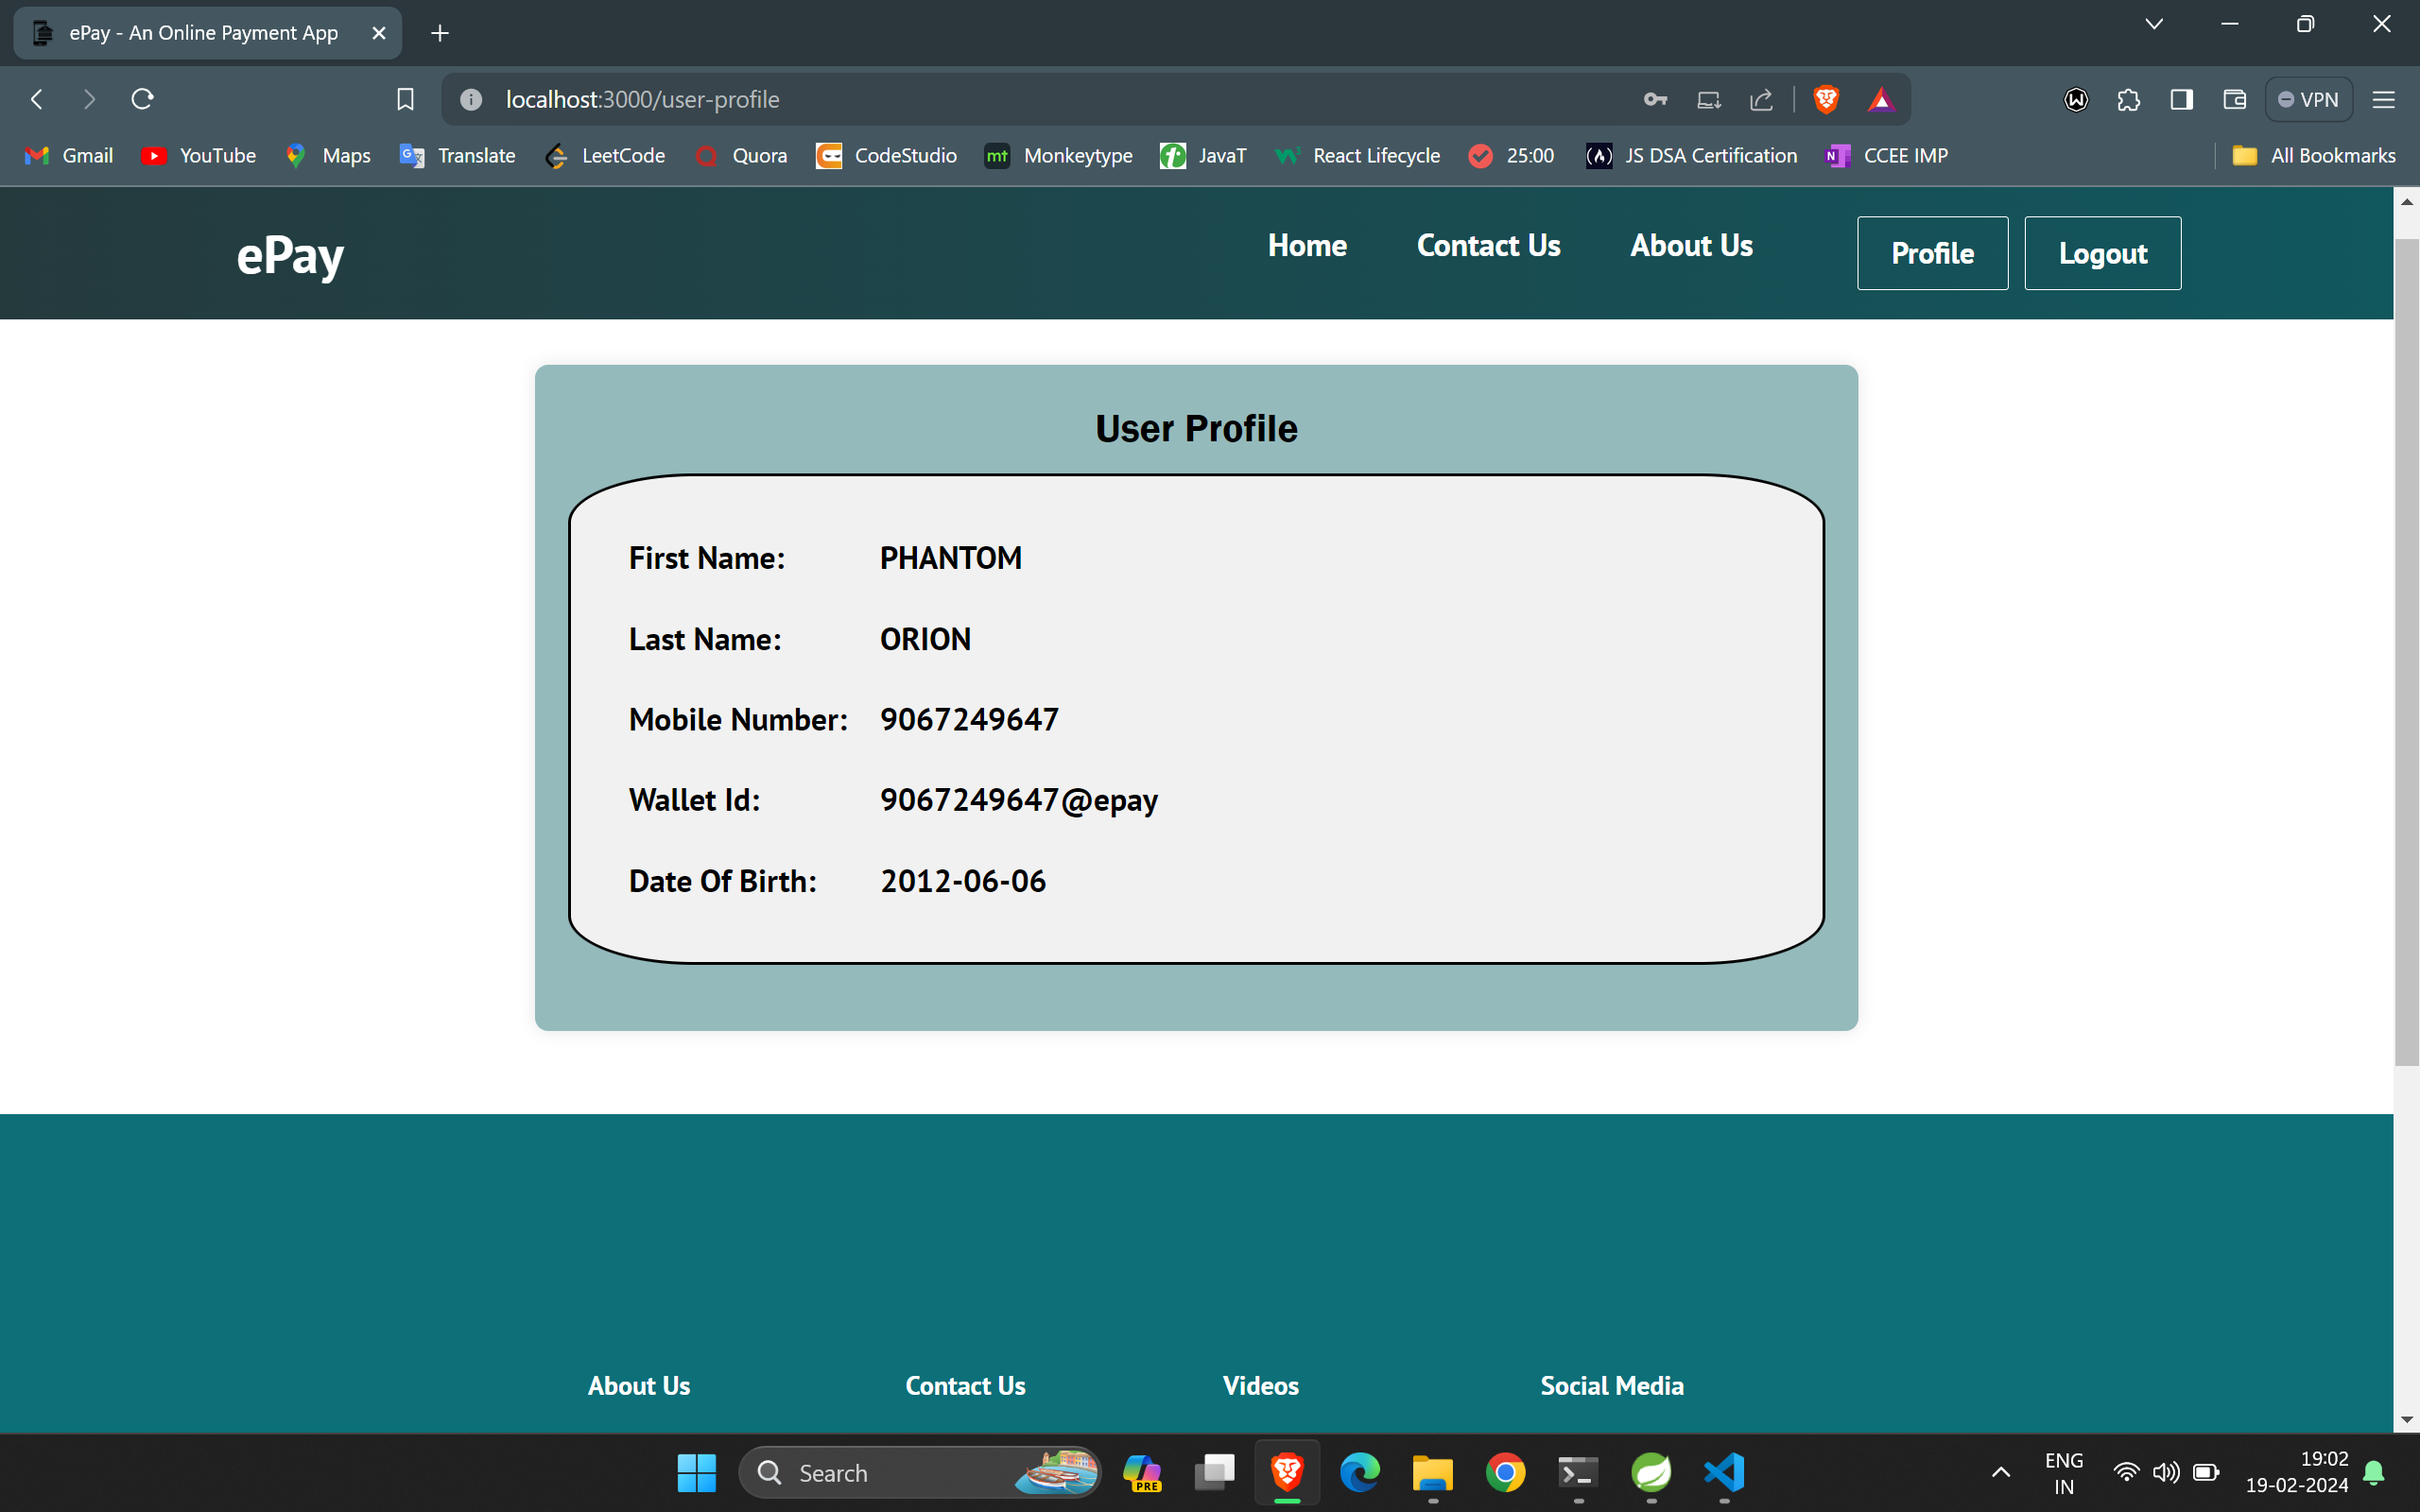 ePay - An Online Payment App
localhost:3000/user-profile
VPN
Gmail YouTube Maps Translate LeetCode Quora CodeStudio mt Monkeytype JavaT React Lifecycle 25:00 JS DSA Certification CCEE IMP All Bookmarks
ePay Home Contact Us About Us Profile Logout
User Profile
First Name: PHANTOM
Last Name: ORION
Mobile Number: 9067249647
Wallet Id: 9067249647@epay
Date Of Birth: 2012-06-06
About Us Contact Us Videos Social Media
Search
PRE
ENG
IN
19:02
19-02-2024